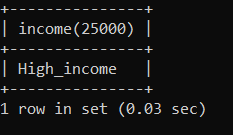 +---------------+
| income(25000) |
+---------------+
| High_income   |
+---------------+
1 row in set (0.03 sec)